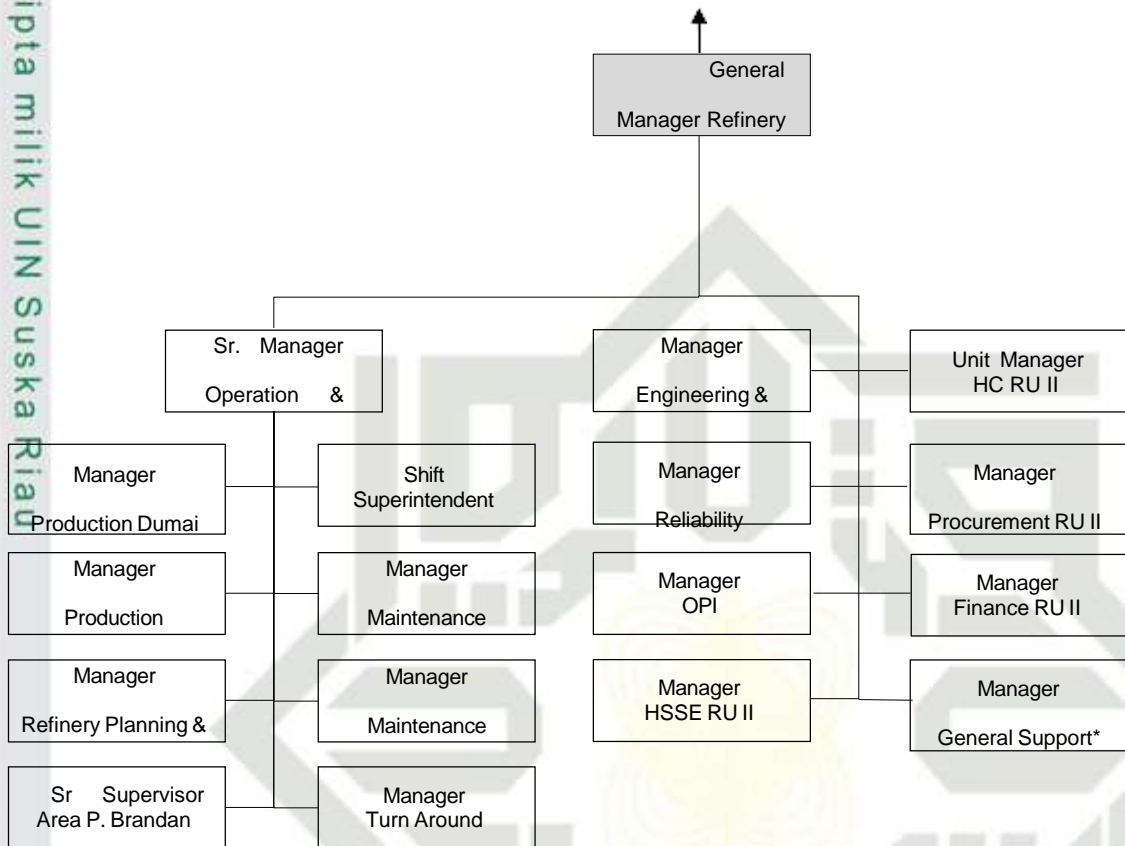 ipta milik UIN Suska Riau
General
Manager Refinery
Sr. Manager
Operation &
Manager
Engineering &
Unit Manager
HC RU II
Manager
Production Dumai
Shift
Superintendent
Manager
Reliability
Manager
Procurement RU II
Manager
Production
Manager
Maintenance
Manager
OPI
Manager
Finance RU II
Manager
Refinery Planning &
Manager
Maintenance
Manager
HSSE RU II
Manager
General Support*
Sr Supervisor
Area P. Brandan
Manager
Turn Around